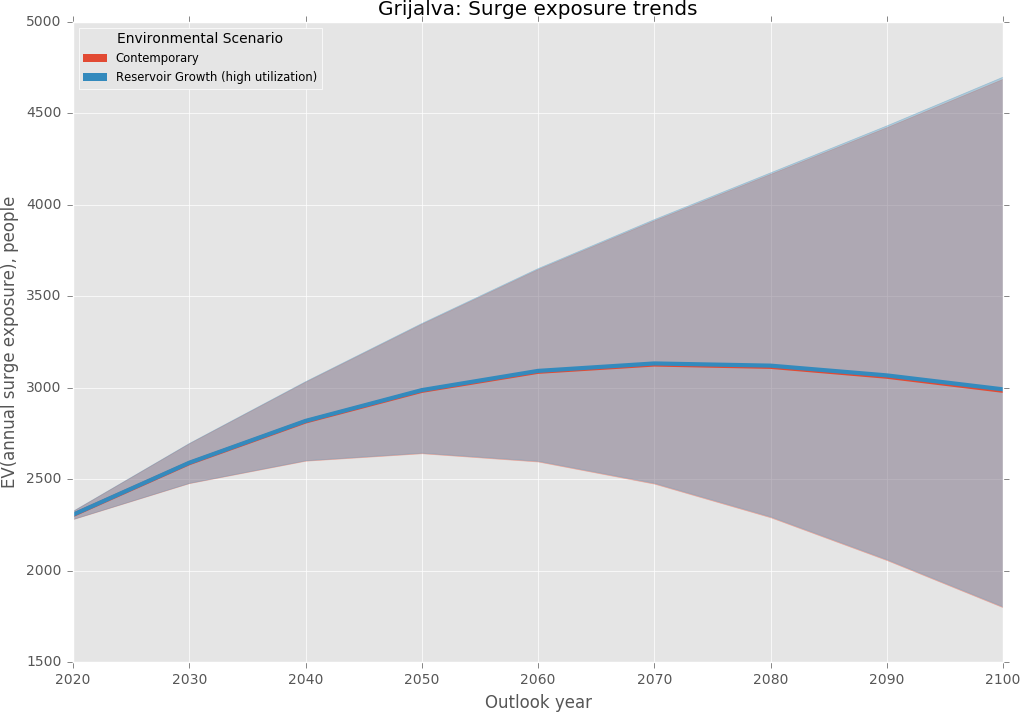 Grijalva: Surge exposure trends
Environmental Scenario
Contemporary
Reservoir Growth (high utilization)
EV(annual surge exposure), people
5000
4500
4000
3500
3000
2500
2000
1500
2020 2030 2040 2050 2060 2070 2080 2090 2100
Outlook year